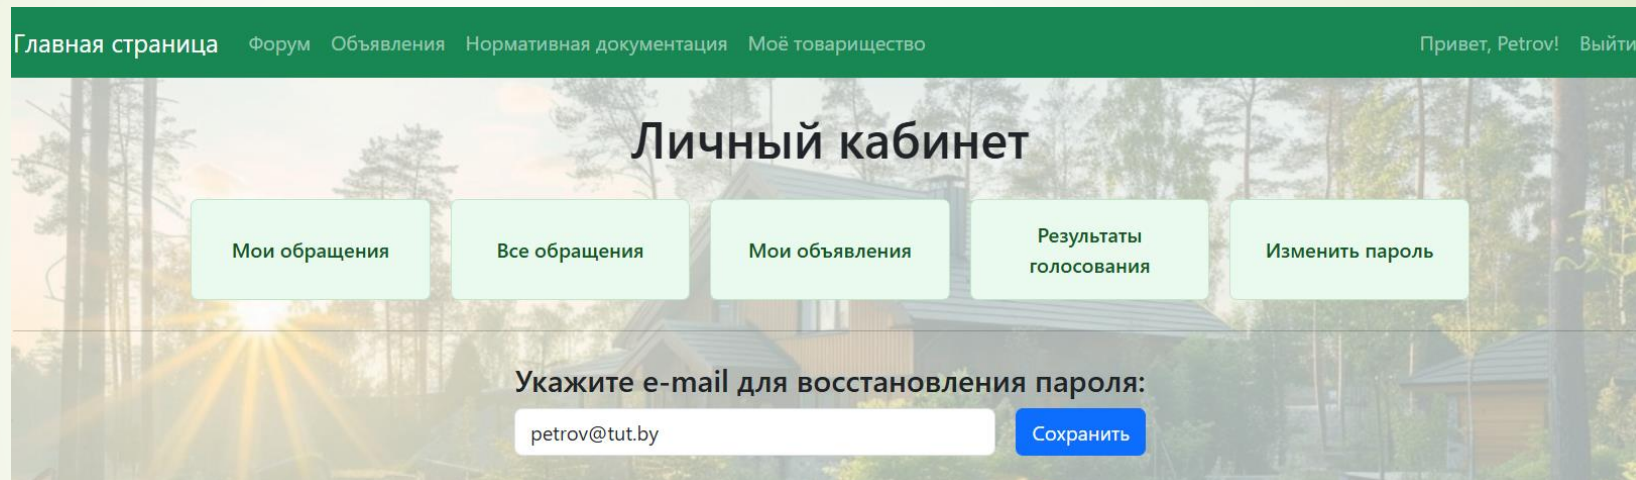 Главная страница Форум Объявления Нормативная документация Моё товарищество Привет, Petrov! Выйти
Личный кабинет
Мои обращения
Все обращения
Мои объявления
Результаты
голосования
Изменить пароль
Укажите e-mail для восстановления пароля:
petrov@tut.by Сохранить